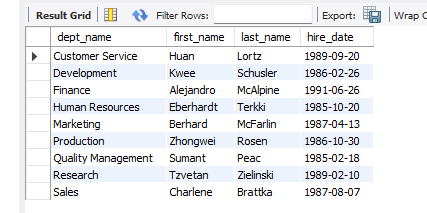 Result Grid Filter Rows: Export: Wrap C
dept_name first_name last_name hire_date
Customer Service Huan Lortz 1989-09-20
Development Kwee Schusler 1986-02-26
Finance Alejandro McAlpine 1991-06-26
Human Resources Eberhardt Terkki 1985-10-20
Marketing Berhard McFarlin 1987-04-13
Production Zhongwei Rosen 1986-10-30
Quality Management Sumant Peac 1985-02-18
Research Tzvetan Zielinski 1989-02-10
Sales Charlene Brattka 1987-08-07